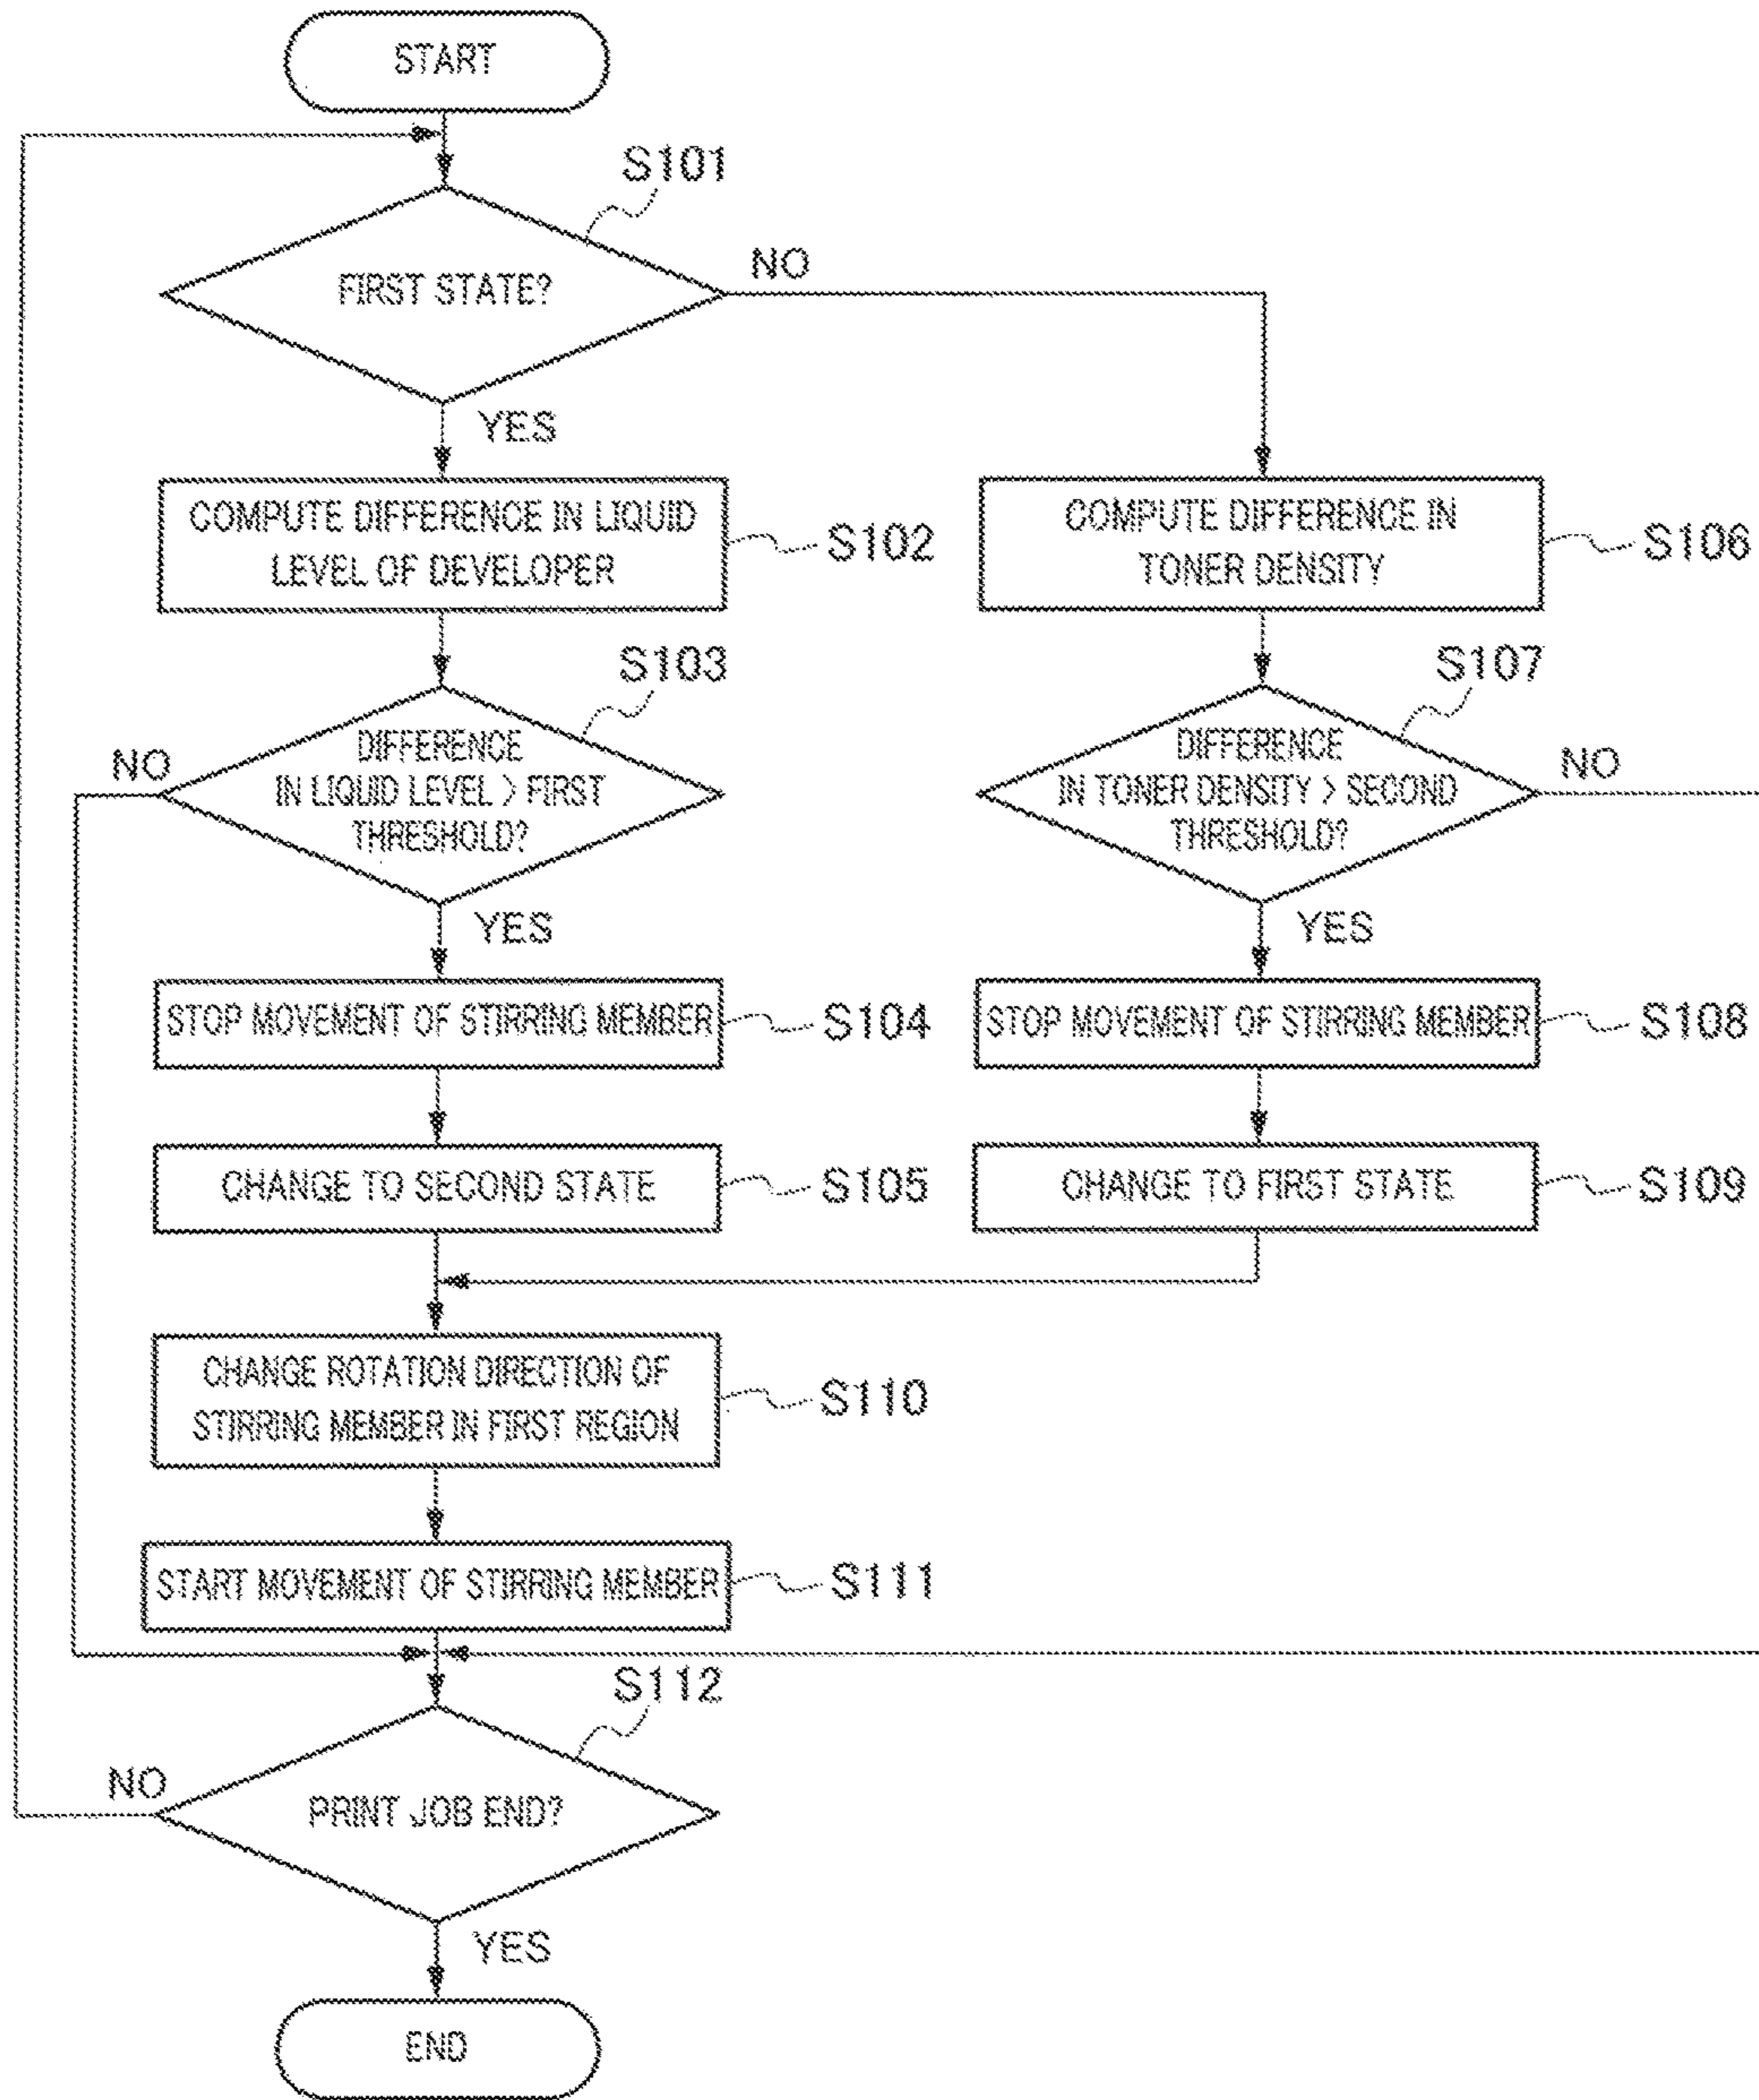 START
S101
FIRST STATE?
NO
YES
COMPUTE DIFFERENCE IN LIQUID
LEVEL OF DEVELOPER
S102
COMPUTE DIFFERENCE IN
TONER DENSITY
S106
S103
DIFFERENCE
IN LIQUID LEVEL > FIRST
THRESHOLD?
NO
YES
S107
DIFFERENCE
IN TONER DENSITY > SECOND
THRESHOLD?
NO
YES
STOP MOVEMENT OF STIRRING MEMBER
S104
STOP MOVEMENT OF STIRRING MEMBER
S108
CHANGE TO SECOND STATE
S105
CHANGE TO FIRST STATE
S109
CHANGE ROTATION DIRECTION OF
STIRRING MEMBER IN FIRST REGION
S110
START MOVEMENT OF STIRRING MEMBER
S111
S112
NO
PRINT JOB END?
YES
END